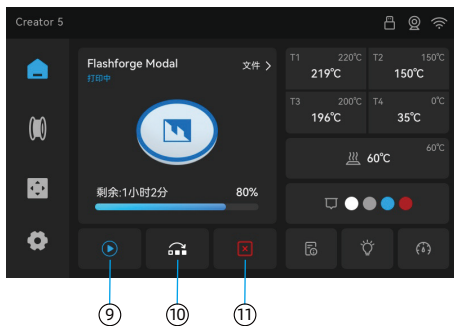 Creator 5
Flashforge Modal
文件 >
打印中
剩余:1小时2分
80%
T1 220℃
219℃
T2 150℃
150℃
T3 200℃
196℃
T4 0℃
35℃
60℃
60℃
⑨ ⑩ ⑪